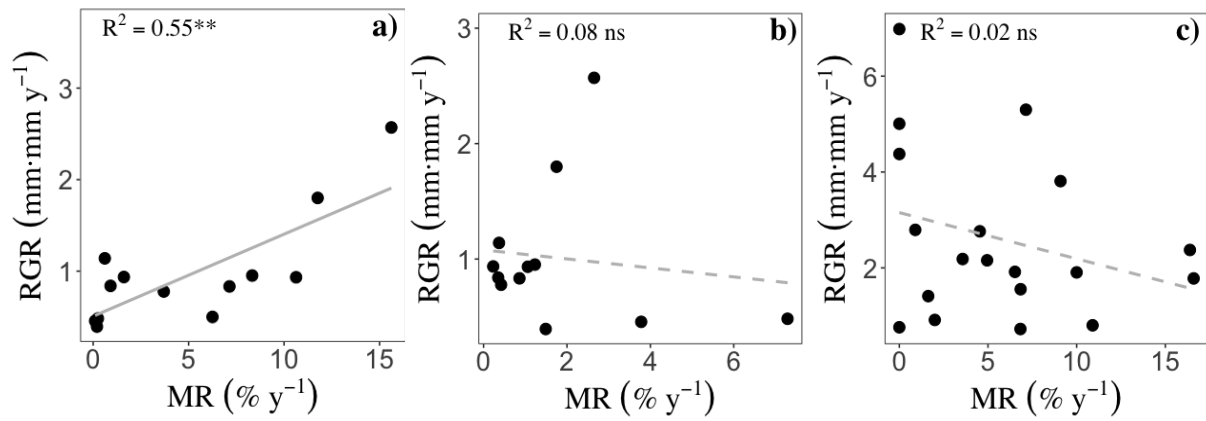 R² = 0.55**
a)
3
2
1
RGR (mm·mm y⁻¹)
0
5
10
15
MR (% y⁻¹)
R² = 0.08 ns
b)
3
2
1
RGR (mm·mm y⁻¹)
0
2
4
6
MR (% y⁻¹)
R² = 0.02 ns
c)
6
4
2
RGR (mm·mm y⁻¹)
0
5
10
15
MR (% y⁻¹)